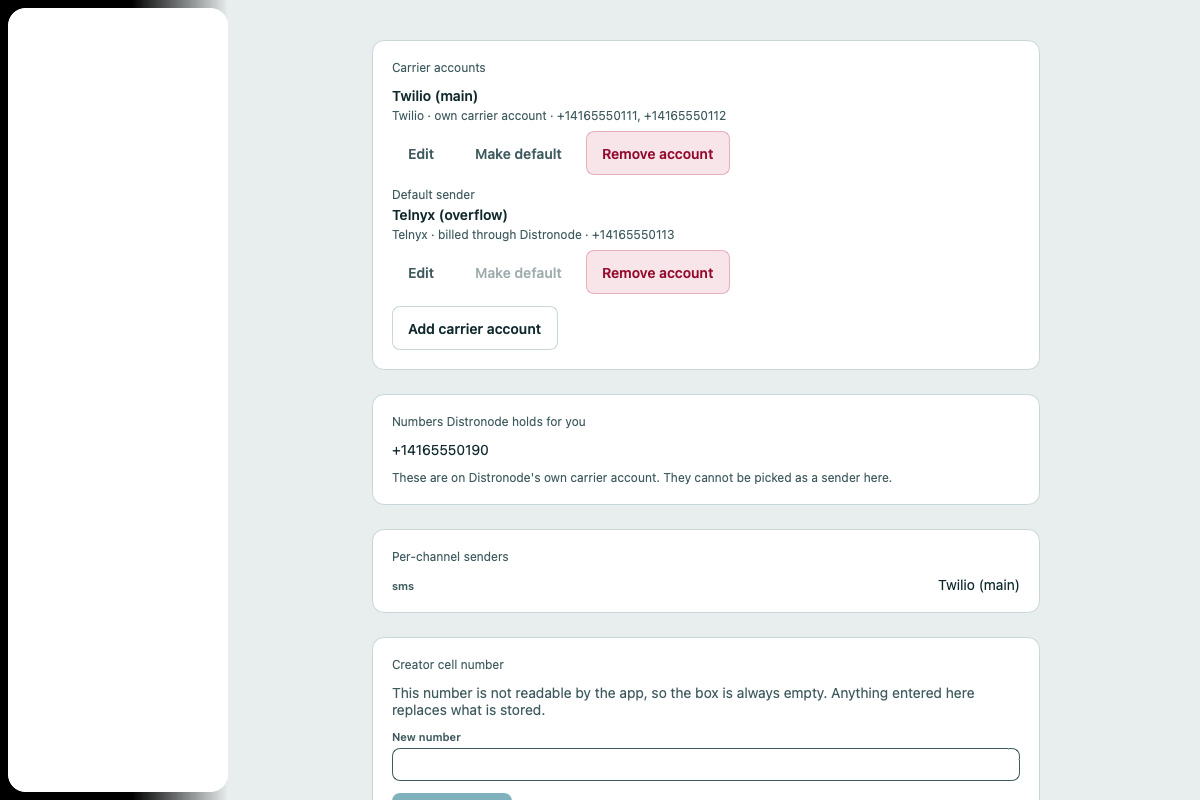 Carrier accounts
Twilio (main)
Twilio · own carrier account · +14165550111, +14165550112
Edit
Make default
Remove account
Default sender
Telnyx (overflow)
Telnyx · billed through Distronode · +14165550113
Edit
Make default
Remove account
Add carrier account
Numbers Distronode holds for you
+14165550190
These are on Distronode's own carrier account. They cannot be picked as a sender here.
Per-channel senders
sms
Twilio (main)
Creator cell number
This number is not readable by the app, so the box is always empty. Anything entered here
replaces what is stored.
New number